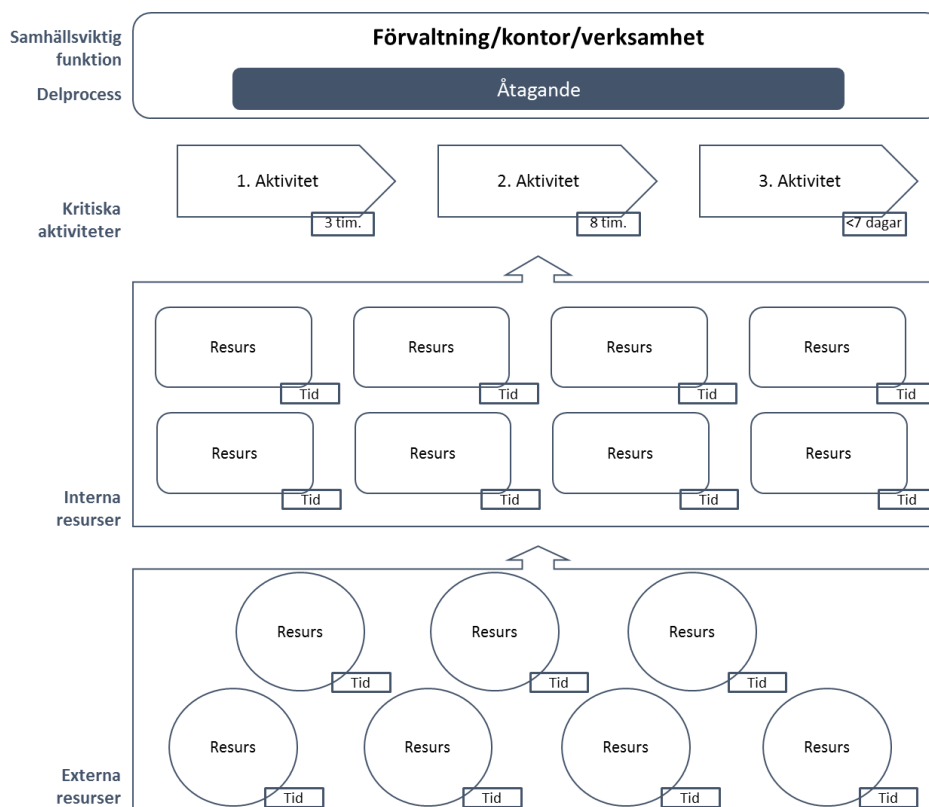 Samhällsviktig
funktion
Förvaltning/kontor/verksamhet
Delprocess
Åtagande
Kritiska
aktiviteter
1. Aktivitet
2. Aktivitet
3. Aktivitet
3 tim.
8 tim.
<7 dagar
Interna
resurser
Resurs
Resurs
Resurs
Resurs
Tid
Tid
Tid
Tid
Resurs
Resurs
Resurs
Resurs
Tid
Tid
Tid
Tid
Externa
resurser
Resurs
Resurs
Resurs
Tid
Tid
Tid
Resurs
Resurs
Resurs
Resurs
Tid
Tid
Tid
Tid